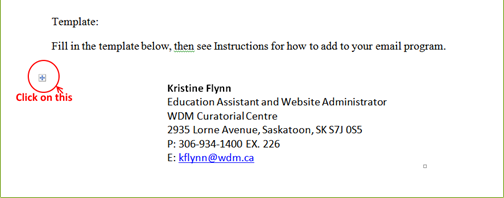 Template:
Fill in the template below, then see Instructions for how to add to your email program.
Click on this
Kristine Flynn
Education Assistant and Website Administrator
WDM Curatorial Centre
2935 Lorne Avenue, Saskatoon, SK S7J 0S5
P: 306-934-1400 EX. 226
E: kflynn@wdm.ca